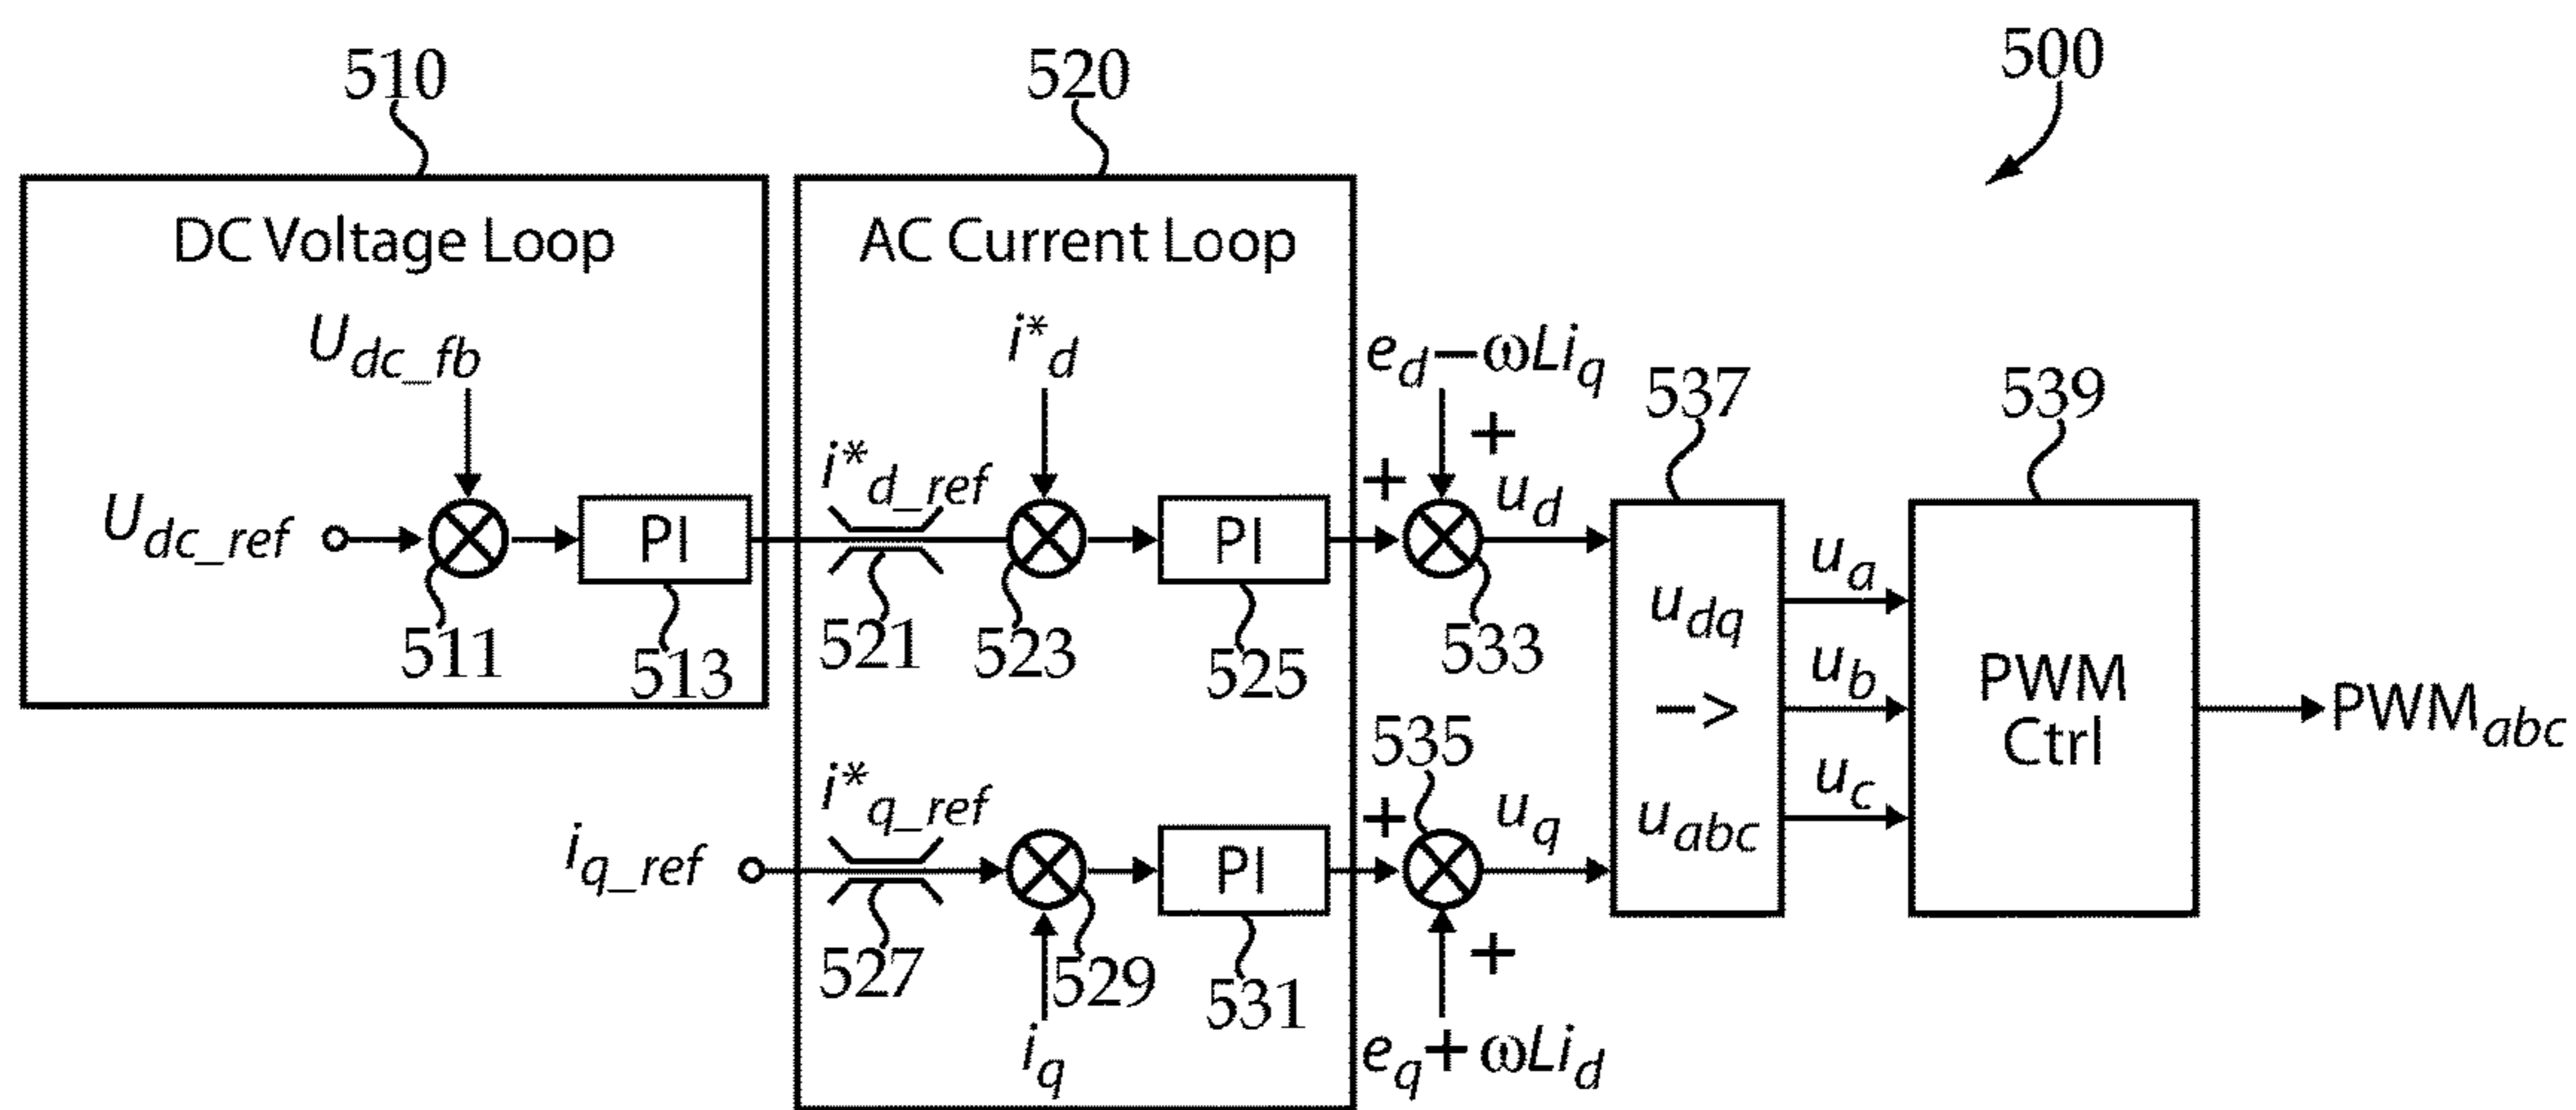 510
520
500
DC Voltage Loop
AC Current Loop
U_dc_fb
i*_d
e_d−ωLi_q
537
539
+
+
i*_d_ref
U_dc_ref
PI
PI
u_d
u_a
511
513
521
523
525
533
u_dq
−>
u_abc
u_b
PWM
Ctrl
PWM_abc
535
i*_q_ref
+
u_q
u_c
i_q_ref
PI
527
529
531
+
i_q
e_q+ωLi_d